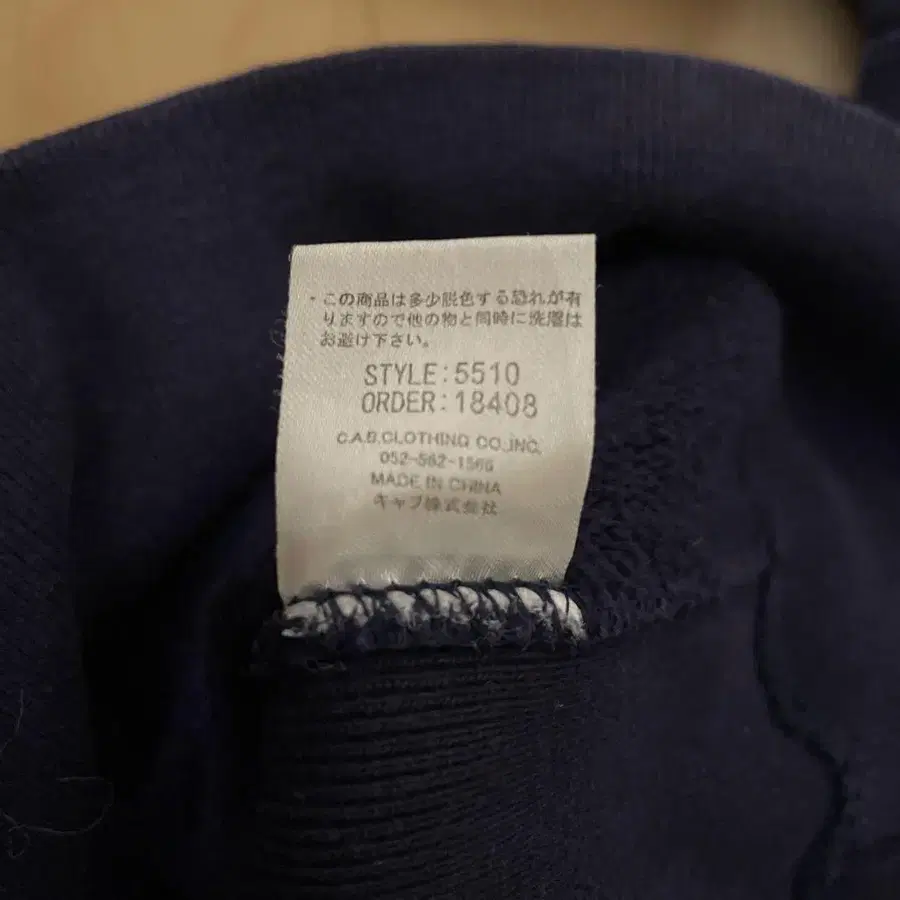 ・この商品は多少脱色する恐れが有
りますので他の物と同時に洗濯は
お避け下さい。
STYLE:5510
ORDER:18408
C.A.B.CLOTHING CO.,INC.
052-562-1566
MADE IN CHINA
キャブ株式会社